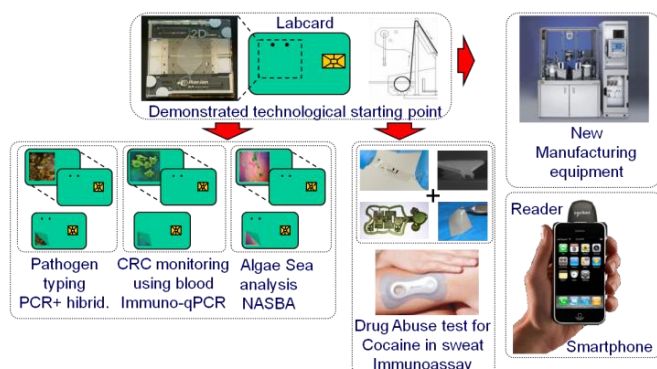 Labcard
2D
Demonstrated technological starting point
New
Manufacturing
equipment
Pathogen
typing
PCR+ hibrid.
CRC monitoring
using blood
Immuno-qPCR
Algae Sea
analysis
NASBA
+
Drug Abuse test for
Cocaine in sweat
Immunoassay
Reader
Smartphone